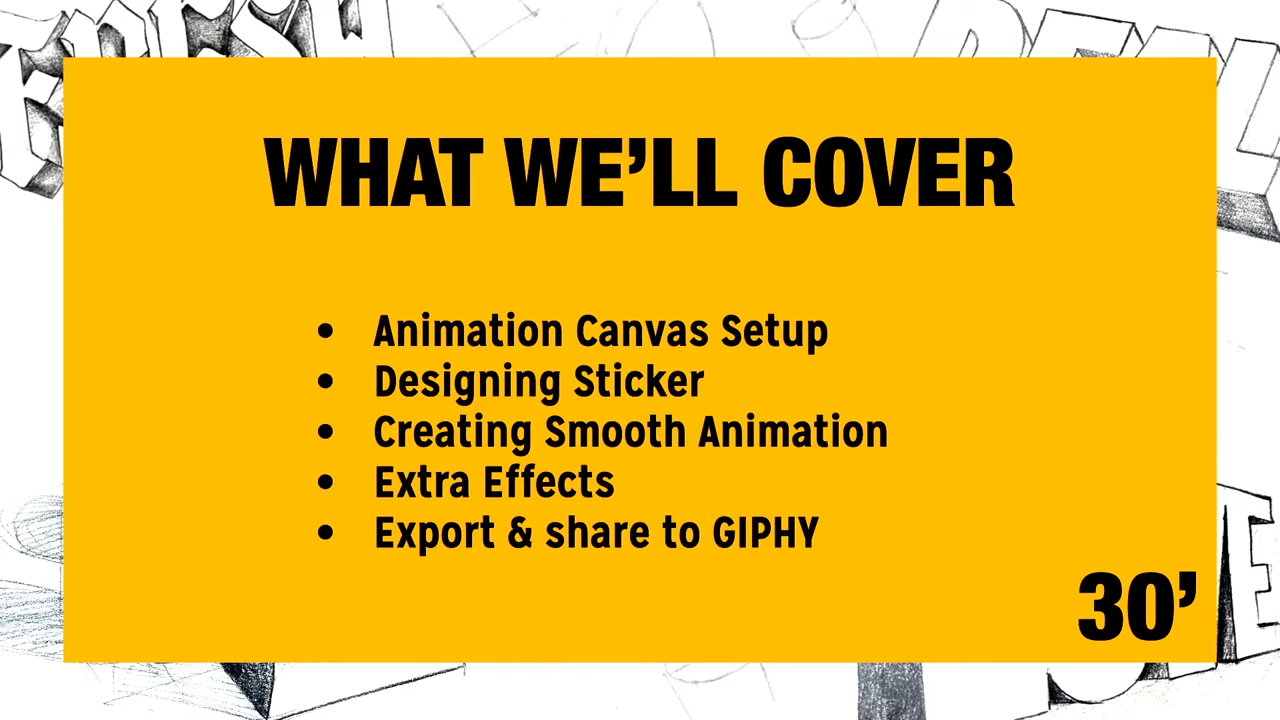 FRESH
WHAT WE’LL COVER
• Animation Canvas Setup
• Designing Sticker
• Creating Smooth Animation
• Extra Effects
• Export & share to GIPHY
30’